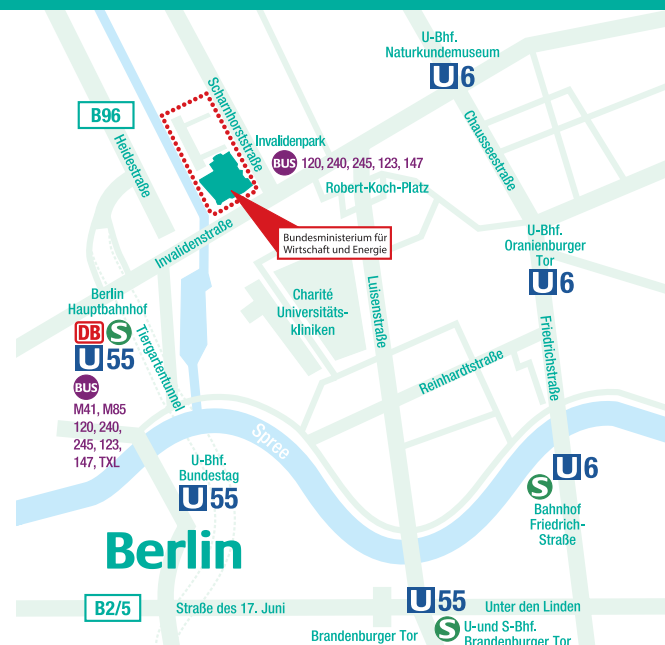 U-Bhf.
Naturkundemuseum
U6
B96
Scharnhorststraße
Heidestraße
Chausseestraße
Invalidenpark
BUS 120, 240, 245, 123, 147
Robert-Koch-Platz
Invalidenstraße
Bundesministerium für
Wirtschaft und Energie
U-Bhf.
Oranienburger
Tor
U6
Berlin
Hauptbahnhof
DB S
U55
BUS
M41, M85
120, 240,
245, 123,
147, TXL
Tiergartentunnel
Charité
Universitäts-
kliniken
Luisenstraße
Friedrichstraße
Reinhardtstraße
Spree
U-Bhf.
Bundestag
U55
U6
S
Bahnhof
Friedrich-
Straße
Berlin
B2/5
Straße des 17. Juni
U55
Unter den Linden
Brandenburger Tor
S U-und S-Bhf.
Brandenburger Tor